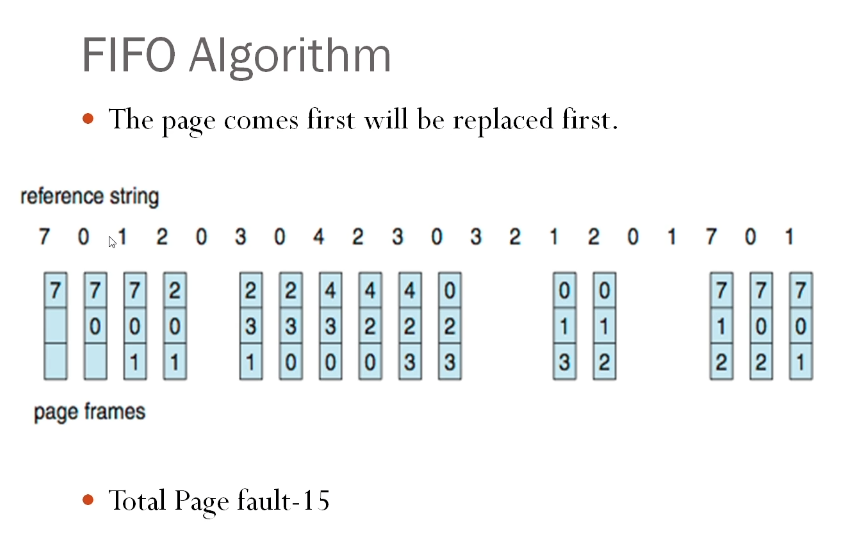 FIFO Algorithm
• The page comes first will be replaced first.
reference string
7 0 1 2 0 3 0 4 2 3 0 3 2 1 2 0 1 7 0 1
7 7 7 2 2 2 4 4 4 0 0 0 7 7 7
0 0 0 3 3 3 2 2 2 1 1 1 0 0
1 1 1 0 0 0 3 3 3 2 2 2 1
page frames
• Total Page fault-15